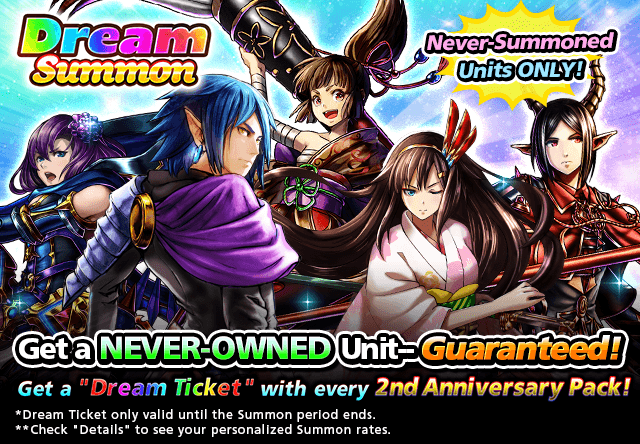 Dream
Summon
Never-Summoned
Units ONLY!
Get a NEVER-OWNED Unit– Guaranteed!
Get a "Dream Ticket" with every 2nd Anniversary Pack!
*Dream Ticket only valid until the Summon period ends.
**Check "Details" to see your personalized Summon rates.